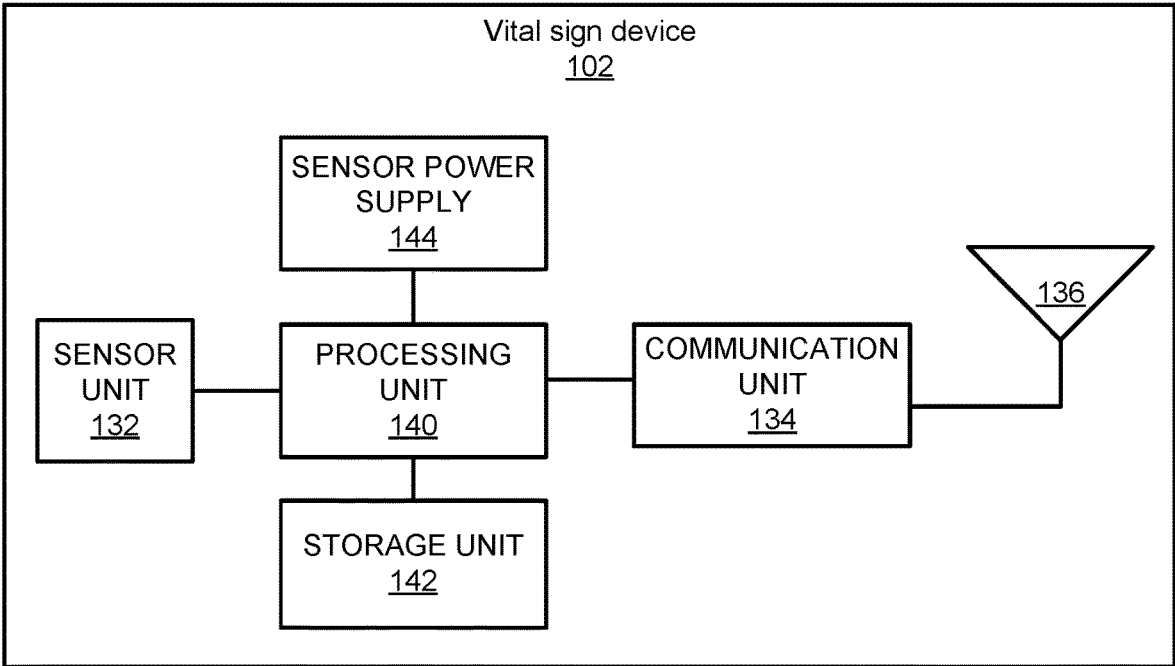 Vital sign device
102
SENSOR POWER
SUPPLY
144
136
SENSOR
UNIT
132
PROCESSING
UNIT
140
COMMUNICATION
UNIT
134
STORAGE UNIT
142